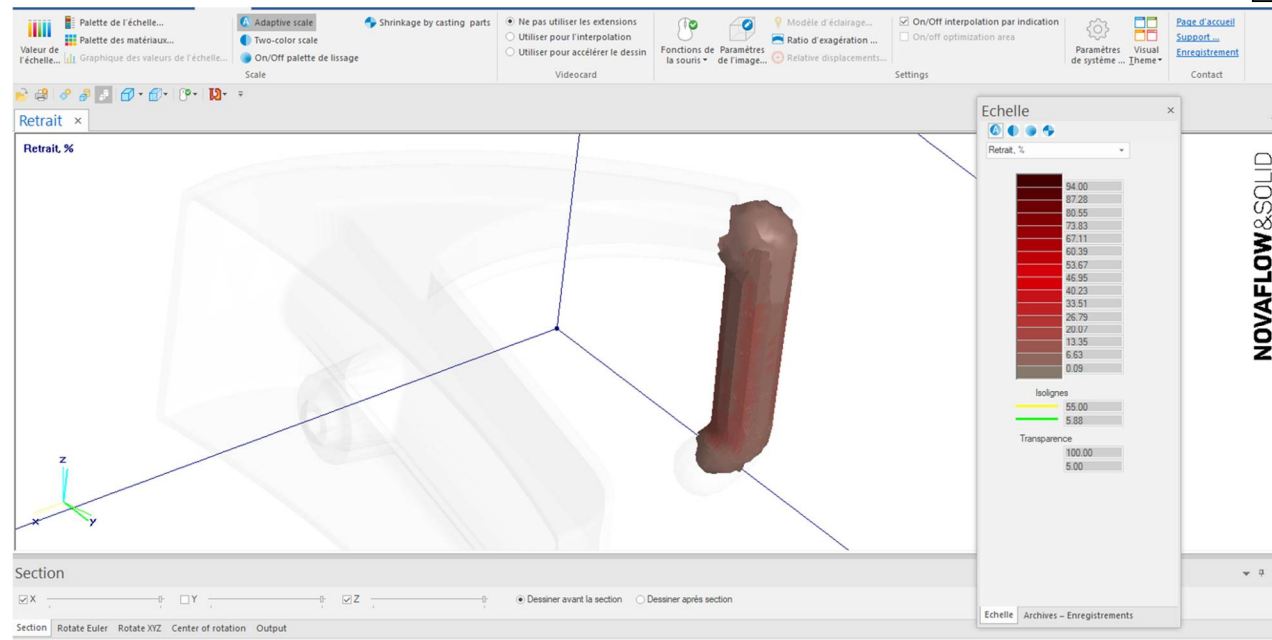 Valeur de
l'échelle...
Palette de l'échelle...
Palette des matériaux...
Graphique des valeurs de l'échelle...
Adaptive scale
Two-color scale
On/Off palette de lissage
Shrinkage by casting parts
Scale
Ne pas utiliser les extensions
Utiliser pour l'interpolation
Utiliser pour accélérer le dessin
Videocard
Fonctions de
la souris
Paramètres
de l'image...
Modèle d'éclairage...
Ratio d'exagération ...
Relative displacements...
On/Off interpolation par indication
On/off optimization area
Settings
Paramètres
de système ...
Visual
Theme
Page d'accueil
Support ...
Enregistrement
Contact
Retrait ×
Retrait, %
z
x
y
Echelle ×
Retrait, %
94.00
87.28
80.55
73.83
67.11
60.39
53.67
46.95
40.23
33.51
26.79
20.07
13.35
6.63
0.09
Isolignes
55.00
5.88
Transparence
100.00
5.00
Echelle Archives – Enregistrements
NOVAFLOW&SOLID
Section
X Y Z Dessiner avant la section Dessiner après section
Section Rotate Euler Rotate XYZ Center of rotation Output